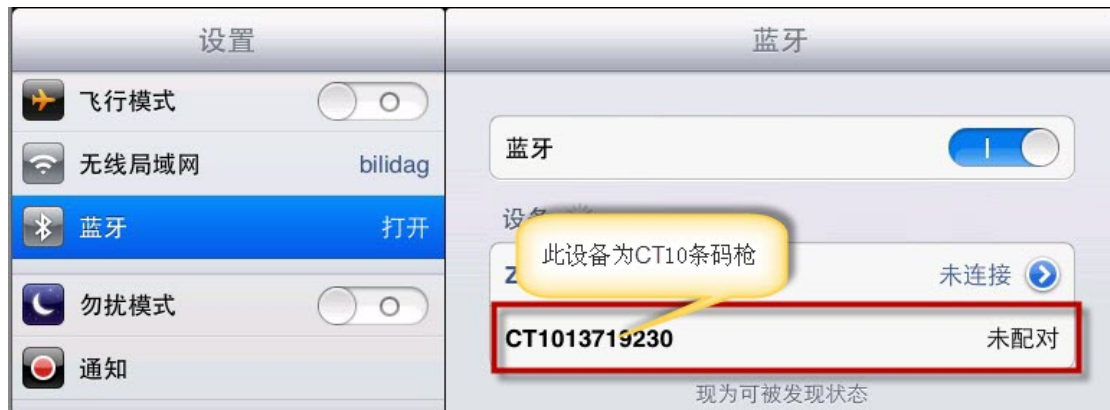 设置
飞行模式
无线局域网 bilidag
蓝牙 打开
勿扰模式
通知
蓝牙
蓝牙
设备
此设备为CT10条码枪
Z 未连接
CT1013719230 未配对
现为可被发现状态